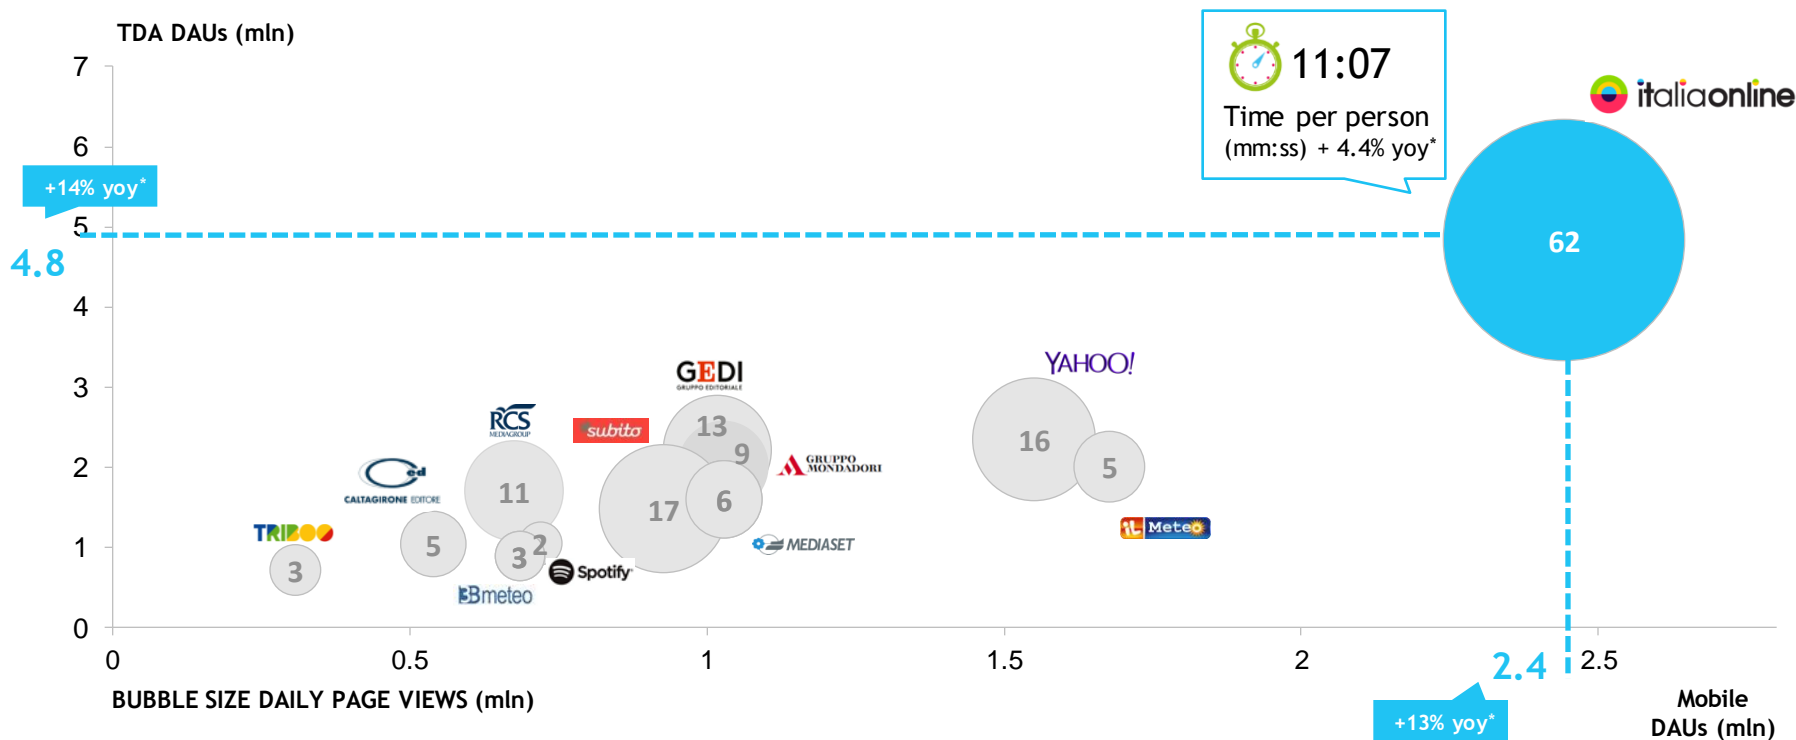 TDA DAUs (mln)
7
6
5
4
3
2
1
0
+14% yoy*
4.8
11:07
Time per person
(mm:ss) + 4.4% yoy*
italiaonline
62
YAHOO!
16
5
iL Meteo
GEDI
GRUPPO EDITORIALE
13
9
GRUPPO
MONDADORI
subito
17
6
MEDIASET
RCS
MEDIAGROUP
11
Ced
CALTAGIRONE EDITORE
5
3
2
Spotify
3Bmeteo
TRIBOO
3
0
0.5
1
1.5
2
2.5
2.4
+13% yoy*
BUBBLE SIZE DAILY PAGE VIEWS (mln)
Mobile
DAUs (mln)